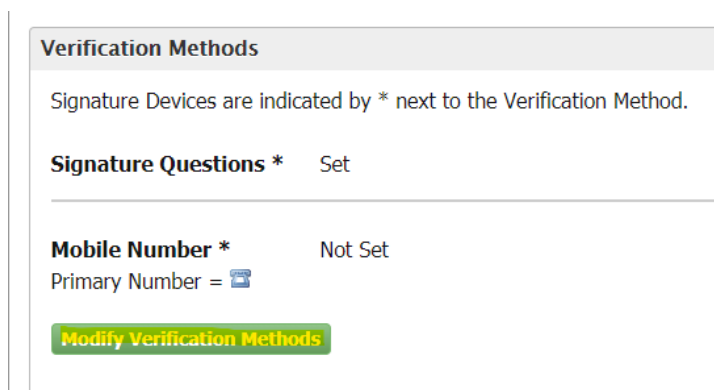 Verification Methods
Signature Devices are indicated by * next to the Verification Method.
Signature Questions * Set
Mobile Number * Not Set
Primary Number =
Modify Verification Methods